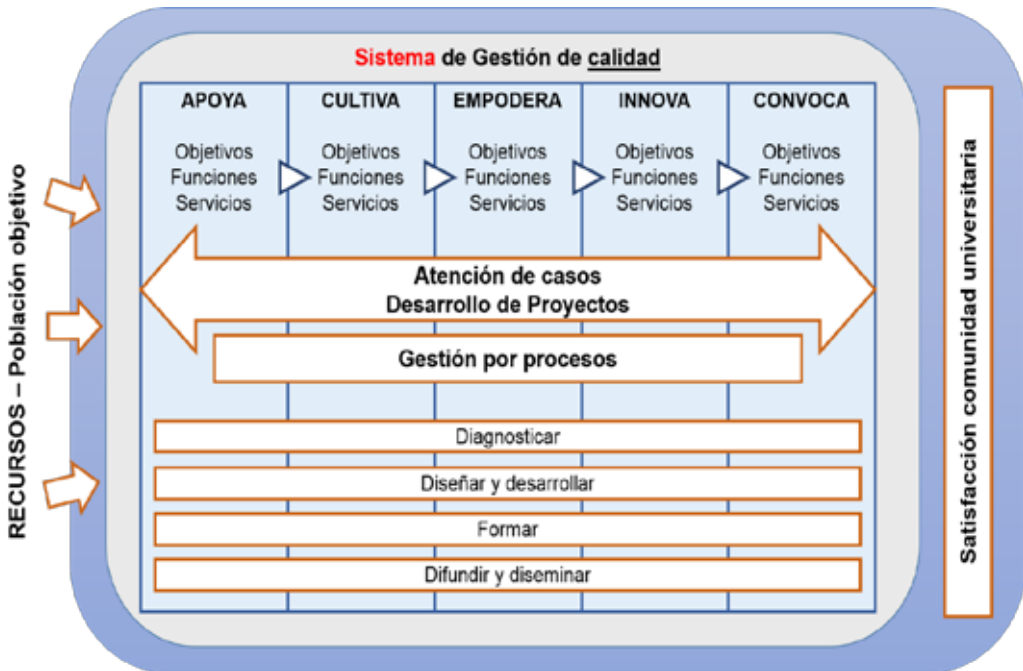 Sistema de Gestión de calidad
RECURSOS – Población objetivo
APOYA
Objetivos
Funciones
Servicios
CULTIVA
Objetivos
Funciones
Servicios
EMPODERA
Objetivos
Funciones
Servicios
INNOVA
Objetivos
Funciones
Servicios
CONVOCA
Objetivos
Funciones
Servicios
Atención de casos
Desarrollo de Proyectos
Gestión por procesos
Diagnosticar
Diseñar y desarrollar
Formar
Difundir y diseminar
Satisfacción comunidad universitaria